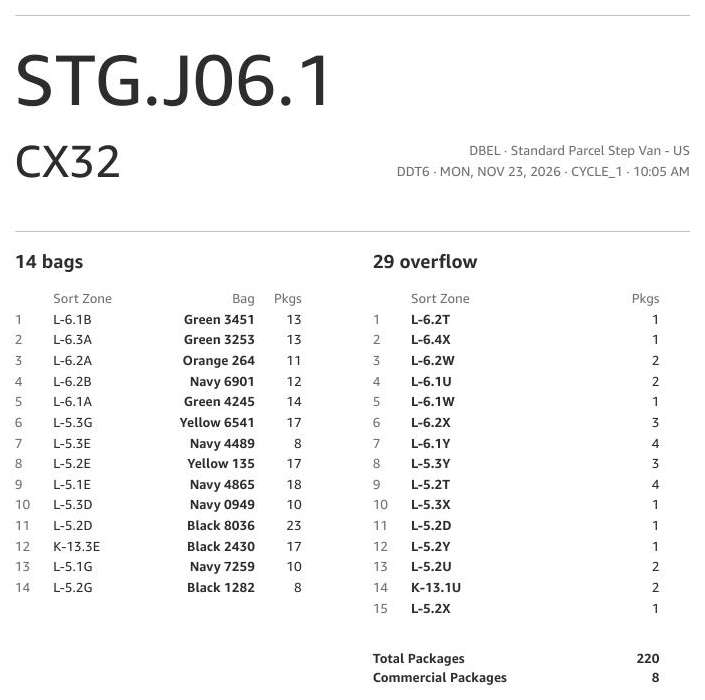 STG.J06.1
CX32
DBEL · Standard Parcel Step Van - US
DDT6 · MON, NOV 23, 2026 · CYCLE_1 · 10:05 AM
14 bags
Sort Zone Bag Pkgs
1 L-6.1B Green 3451 13
2 L-6.3A Green 3253 13
3 L-6.2A Orange 264 11
4 L-6.2B Navy 6901 12
5 L-6.1A Green 4245 14
6 L-5.3G Yellow 6541 17
7 L-5.3E Navy 4489 8
8 L-5.2E Yellow 135 17
9 L-5.1E Navy 4865 18
10 L-5.3D Navy 0949 10
11 L-5.2D Black 8036 23
12 K-13.3E Black 2430 17
13 L-5.1G Navy 7259 10
14 L-5.2G Black 1282 8
29 overflow
Sort Zone Pkgs
1 L-6.2T 1
2 L-6.4X 1
3 L-6.2W 2
4 L-6.1U 2
5 L-6.1W 1
6 L-6.2X 3
7 L-6.1Y 4
8 L-5.3Y 3
9 L-5.2T 4
10 L-5.3X 1
11 L-5.2D 1
12 L-5.2Y 1
13 L-5.2U 2
14 K-13.1U 2
15 L-5.2X 1
Total Packages 220
Commercial Packages 8